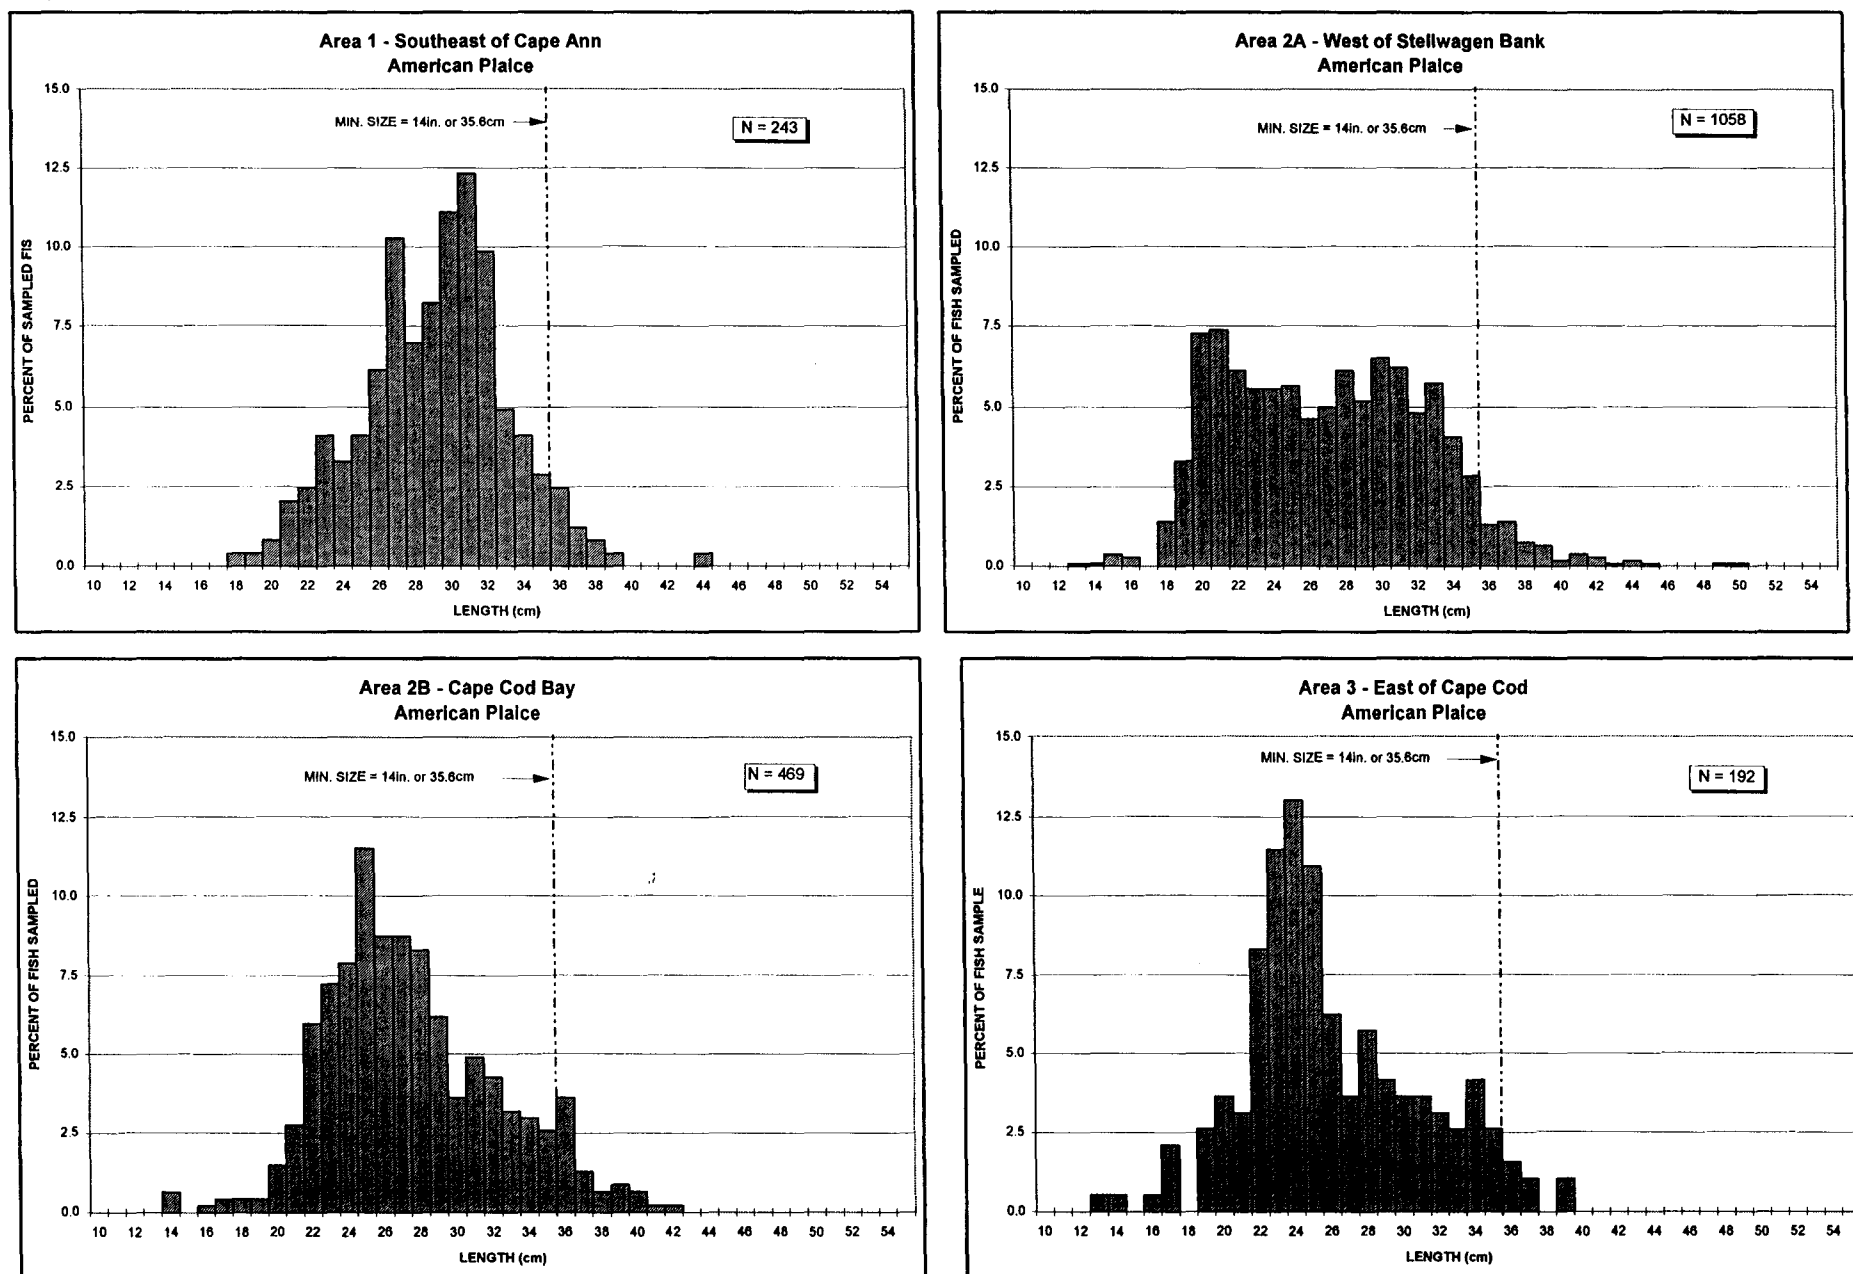 Area 1 - Southeast of Cape Ann
American Plaice
15.0
12.5
10.0
7.5
5.0
2.5
0.0
PERCENT OF SAMPLED FIS
MIN. SIZE = 14in. or 35.6cm
N = 243
10 12 14 16 18 20 22 24 26 28 30 32 34 36 38 40 42 44 46 48 50 52 54
LENGTH (cm)
Area 2A - West of Stellwagen Bank
American Plaice
15.0
12.5
10.0
7.5
5.0
2.5
0.0
PERCENT OF FISH SAMPLED
MIN. SIZE = 14in. or 35.6cm
N = 1058
10 12 14 16 18 20 22 24 26 28 30 32 34 36 38 40 42 44 46 48 50 52 54
LENGTH (cm)
Area 2B - Cape Cod Bay
American Plaice
15.0
12.5
10.0
7.5
5.0
2.5
0.0
PERCENT OF FISH SAMPLED
MIN. SIZE = 14in. or 35.6cm
N = 469
10 12 14 16 18 20 22 24 26 28 30 32 34 36 38 40 42 44 46 48 50 52 54
LENGTH (cm)
Area 3 - East of Cape Cod
American Plaice
15.0
12.5
10.0
7.5
5.0
2.5
0.0
PERCENT OF FISH SAMPLE
MIN. SIZE = 14in. or 35.6cm
N = 192
10 12 14 16 18 20 22 24 26 28 30 32 34 36 38 40 42 44 46 48 50 52 54
LENGTH (cm)